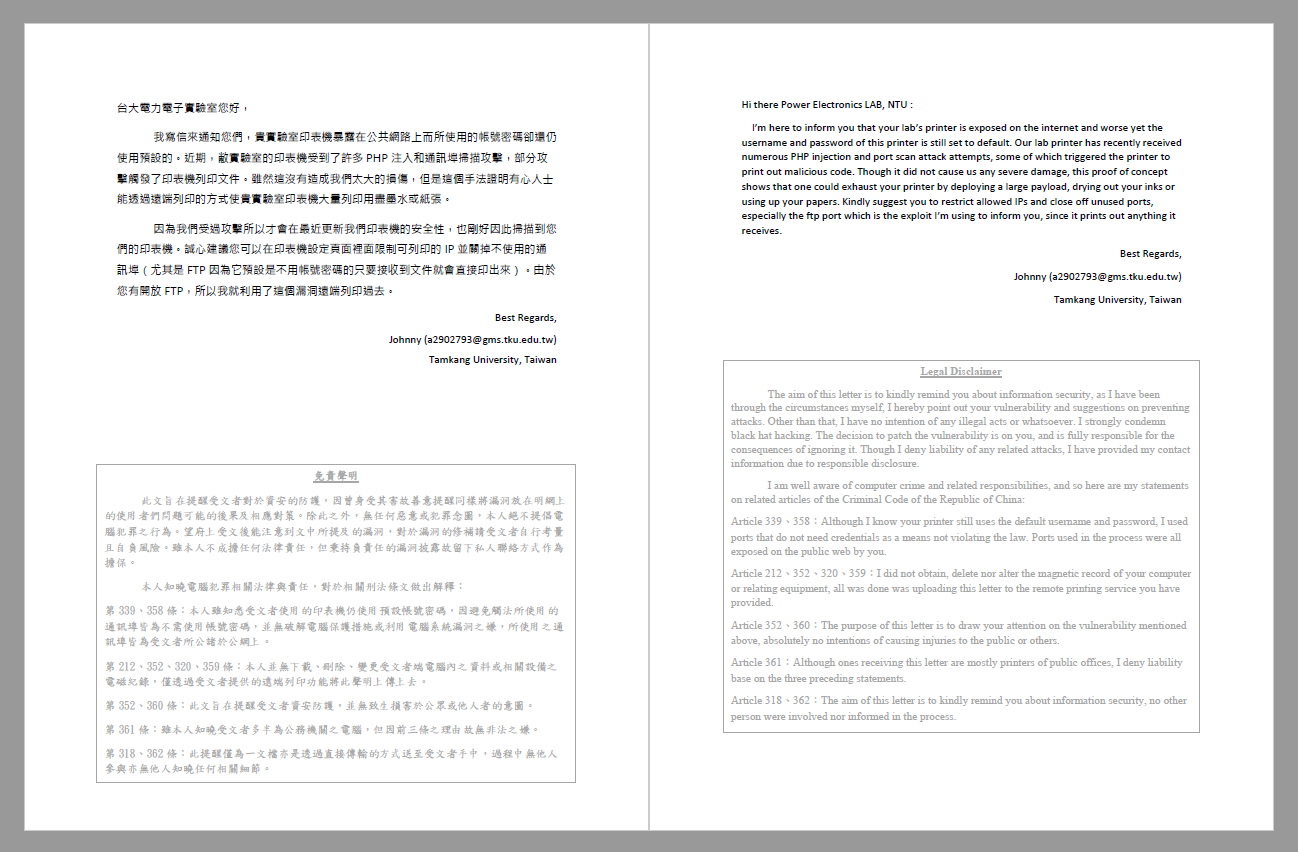 台大電力電子實驗室您好，
我寫信來通知您們，貴實驗室印表機暴露在公共網路上而所使用的帳號密碼卻還仍
使用預設的。近期，敝實驗室的印表機受到了許多 PHP 注入和通訊埠掃描攻擊，部分攻
擊觸發了印表機列印文件。雖然這沒有造成我們太大的損傷，但是這個手法證明有心人士
能透過遠端列印的方式使貴實驗室印表機大量列印用盡墨水或紙張。
因為我們受過攻擊所以才會在最近更新我們印表機的安全性，也剛好因此掃描到您
們的印表機。誠心建議您可以在印表機設定頁面裡面限制可列印的 IP 並關掉不使用的通
訊埠（尤其是 FTP 因為它預設是不用帳號密碼的只要接收到文件就會直接印出來）。由於
您有開放 FTP，所以我就利用了這個漏洞遠端列印過去。
Best Regards,
Johnny (a2902793@gms.tku.edu.tw)
Tamkang University, Taiwan
免責聲明
此文旨在提醒受文者對於資安的防護，因曾身受其害故善意提醒同樣將漏洞放在明網上
的使用者們問題可能的後果及相應對策。除此之外，無任何惡意或犯罪念圖，本人絕不提倡電
腦犯罪之行為。望府上受文後能注意到文中所提及的漏洞，對於漏洞的修補請受文者自行考量
且自負風險。雖本人不成擔任何法律責任，但秉持負責任的漏洞披露故留下私人聯絡方式作為
擔保。
本人知曉電腦犯罪相關法律與責任，對於相關刑法條文做出解釋：
第 339、358 條：本人雖知悉受文者使用的印表機仍使用預設帳號密碼，因避免觸法所使用的
通訊埠皆為不需使用帳號密碼，並無破解電腦保護措施或利用電腦系統漏洞之嫌，所使用之通
訊埠皆為受文者所公諸於公網上。
第 212、352、320、359 條：本人並無下載、刪除、變更受文者端電腦內之資料或相關設備之
電磁紀錄，僅透過受文者提供的遠端列印功能將此聲明上傳上去。
第 352、360 條：此文旨在提醒受文者資安防護，並無致生損害於公眾或他人者的意圖。
第 361 條：雖本人知曉受文者多半為公務機關之電腦，但因前三條之理由故無非法之嫌。
第 318、362 條：此提醒僅為一文檔亦是透過直接傳輸的方式送至受文者手中，過程中無他人
參與亦無他人知曉任何相關細節。
Hi there Power Electronics LAB, NTU :
I'm here to inform you that your lab's printer is exposed on the internet and worse yet the
username and password of this printer is still set to default. Our lab printer has recently received
numerous PHP injection and port scan attack attempts, some of which triggered the printer to
print out malicious code. Though it did not cause us any severe damage, this proof of concept
shows that one could exhaust your printer by deploying a large payload, drying out your inks or
using up your papers. Kindly suggest you to restrict allowed IPs and close off unused ports,
especially the ftp port which is the exploit I'm using to inform you, since it prints out anything it
receives.
Best Regards,
Johnny (a2902793@gms.tku.edu.tw)
Tamkang University, Taiwan
Legal Disclaimer
The aim of this letter is to kindly remind you about information security, as I have been
through the circumstances myself, I hereby point out your vulnerability and suggestions on preventing
attacks. Other than that, I have no intention of any illegal acts or whatsoever. I strongly condemn
black hat hacking. The decision to patch the vulnerability is on you, and is fully responsible for the
consequences of ignoring it. Though I deny liability of any related attacks, I have provided my contact
information due to responsible disclosure.
I am well aware of computer crime and related responsibilities, and so here are my statements
on related articles of the Criminal Code of the Republic of China:
Article 339、358：Although I know your printer still uses the default username and password, I used
ports that do not need credentials as a means not violating the law. Ports used in the process were all
exposed on the public web by you.
Article 212、352、320、359：I did not obtain, delete nor alter the magnetic record of your computer
or relating equipment, all was done was uploading this letter to the remote printing service you have
provided.
Article 352、360：The purpose of this letter is to draw your attention on the vulnerability mentioned
above, absolutely no intentions of causing injuries to the public or others.
Article 361：Although ones receiving this letter are mostly printers of public offices, I deny liability
base on the three preceding statements.
Article 318、362：The aim of this letter is to kindly remind you about information security, no other
person were involved nor informed in the process.